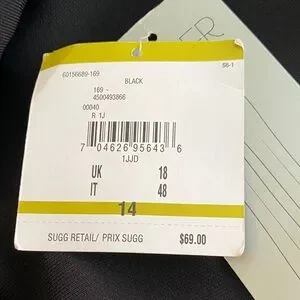 60156689-169
S6-1
BLACK
169 -
4500493866
00040
R 1J
7 04626 95643 6
1JJD
UK 18
IT 48
14
SUGG RETAIL/ PRIX SUGG $69.00